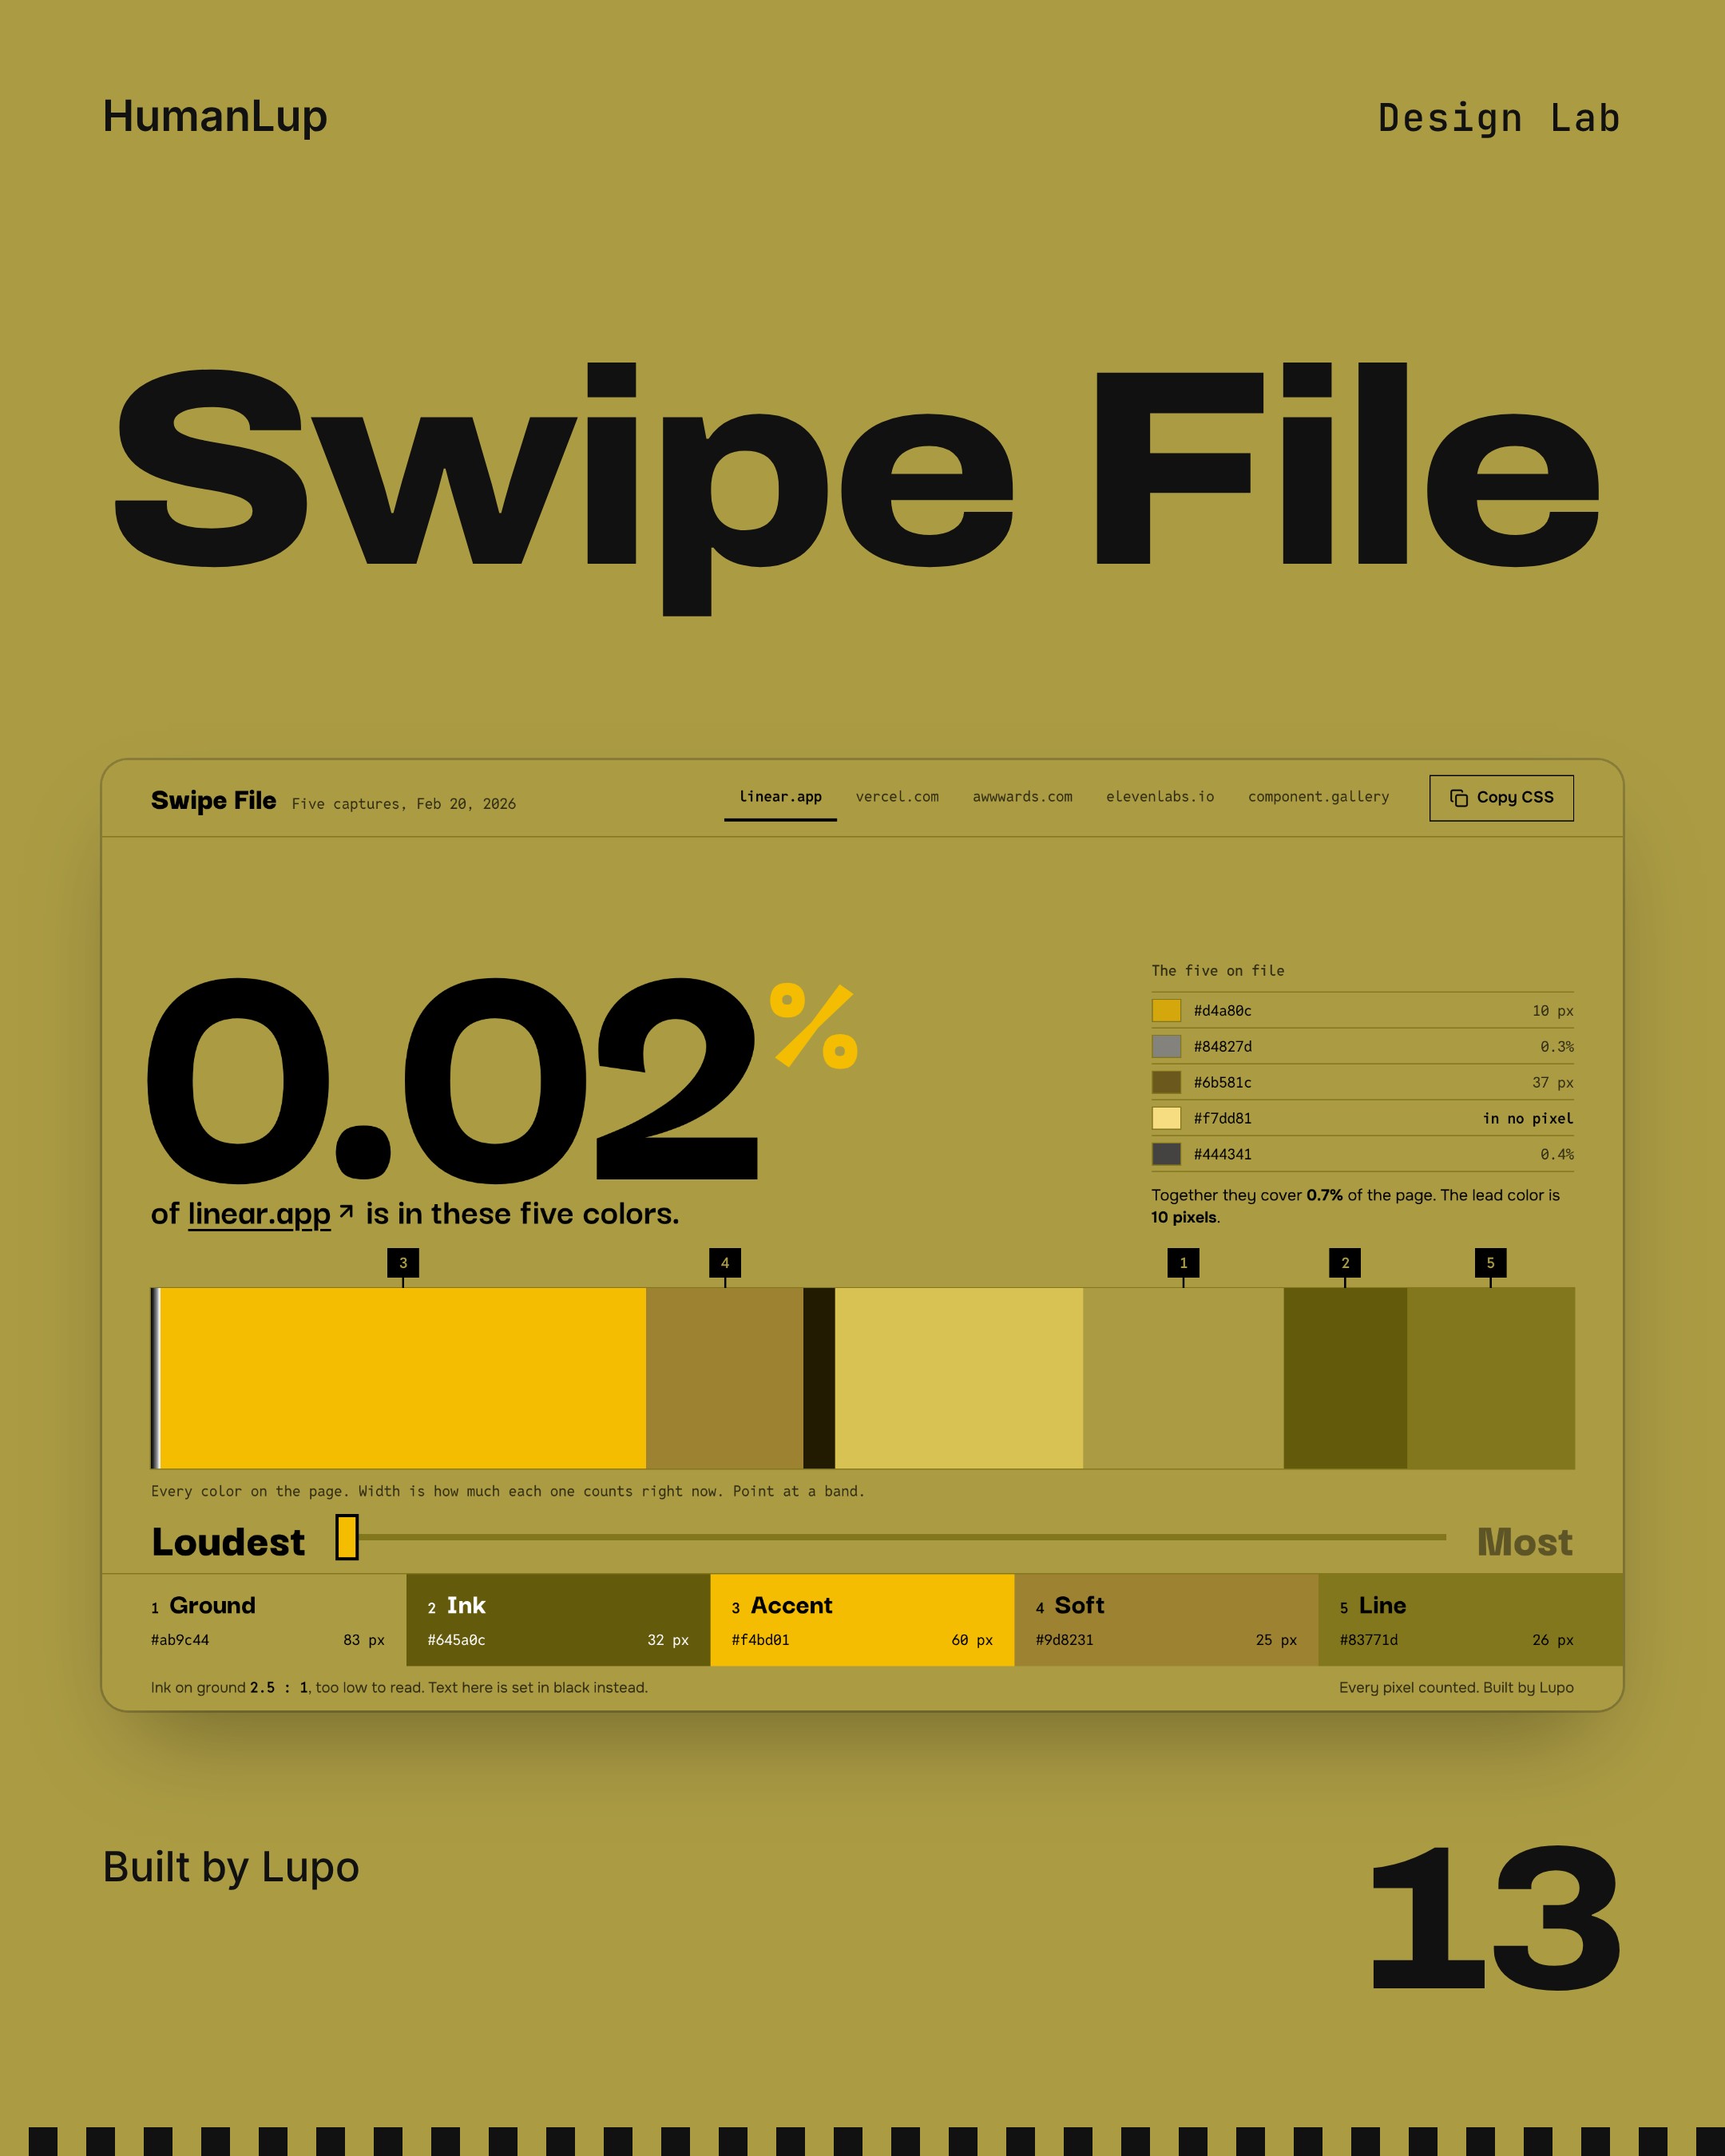 HumanLup
Design Lab
Swipe File
Swipe File
Five captures, Feb 20, 2026
linear.app
vercel.com
awwwards.com
elevenlabs.io
component.gallery
Copy CSS
0.02%
of linear.app ↗ is in these five colors.
The five on file
#d4a80c 10 px
#84827d 0.3%
#6b581c 37 px
#f7dd81 in no pixel
#444341 0.4%
Together they cover 0.7% of the page. The lead color is
10 pixels.
3
4
1
2
5
Every color on the page. Width is how much each one counts right now. Point at a band.
Loudest
Most
1 Ground
#ab9c44 83 px
2 Ink
#645a0c 32 px
3 Accent
#f4bd01 60 px
4 Soft
#9d8231 25 px
5 Line
#83771d 26 px
Ink on ground 2.5 : 1, too low to read. Text here is set in black instead.
Every pixel counted. Built by Lupo
Built by Lupo
13